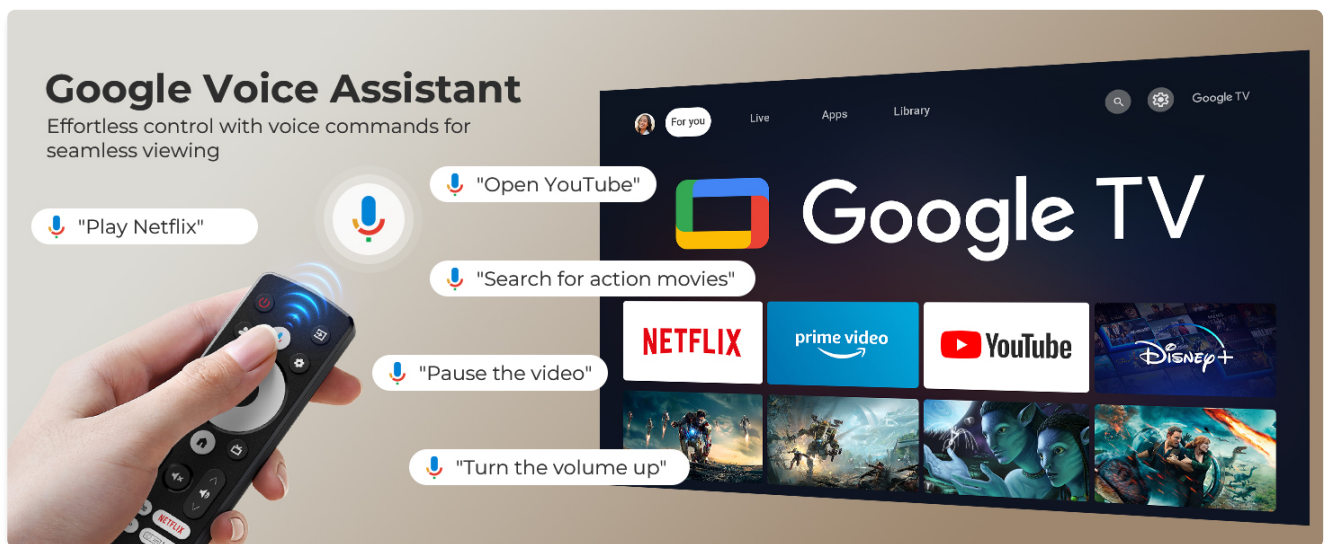 Google Voice Assistant
Effortless control with voice commands for
seamless viewing
"Play Netflix"
"Open YouTube"
"Search for action movies"
"Pause the video"
"Turn the volume up"
For you
Live
Apps
Library
Google TV
Google TV
NETFLIX
prime video
YouTube
Disney+
NETFLIX